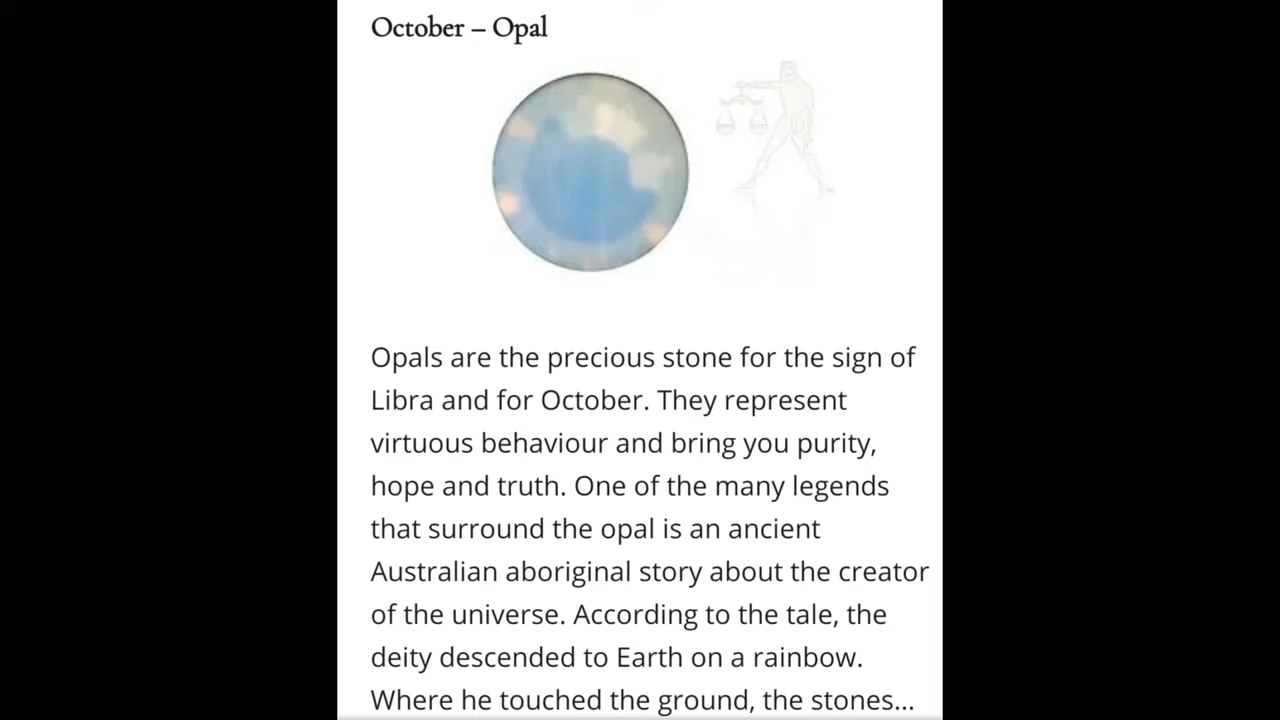 October – Opal
Opals are the precious stone for the sign of
Libra and for October. They represent
virtuous behaviour and bring you purity,
hope and truth. One of the many legends
that surround the opal is an ancient
Australian aboriginal story about the creator
of the universe. According to the tale, the
deity descended to Earth on a rainbow.
Where he touched the ground, the stones...